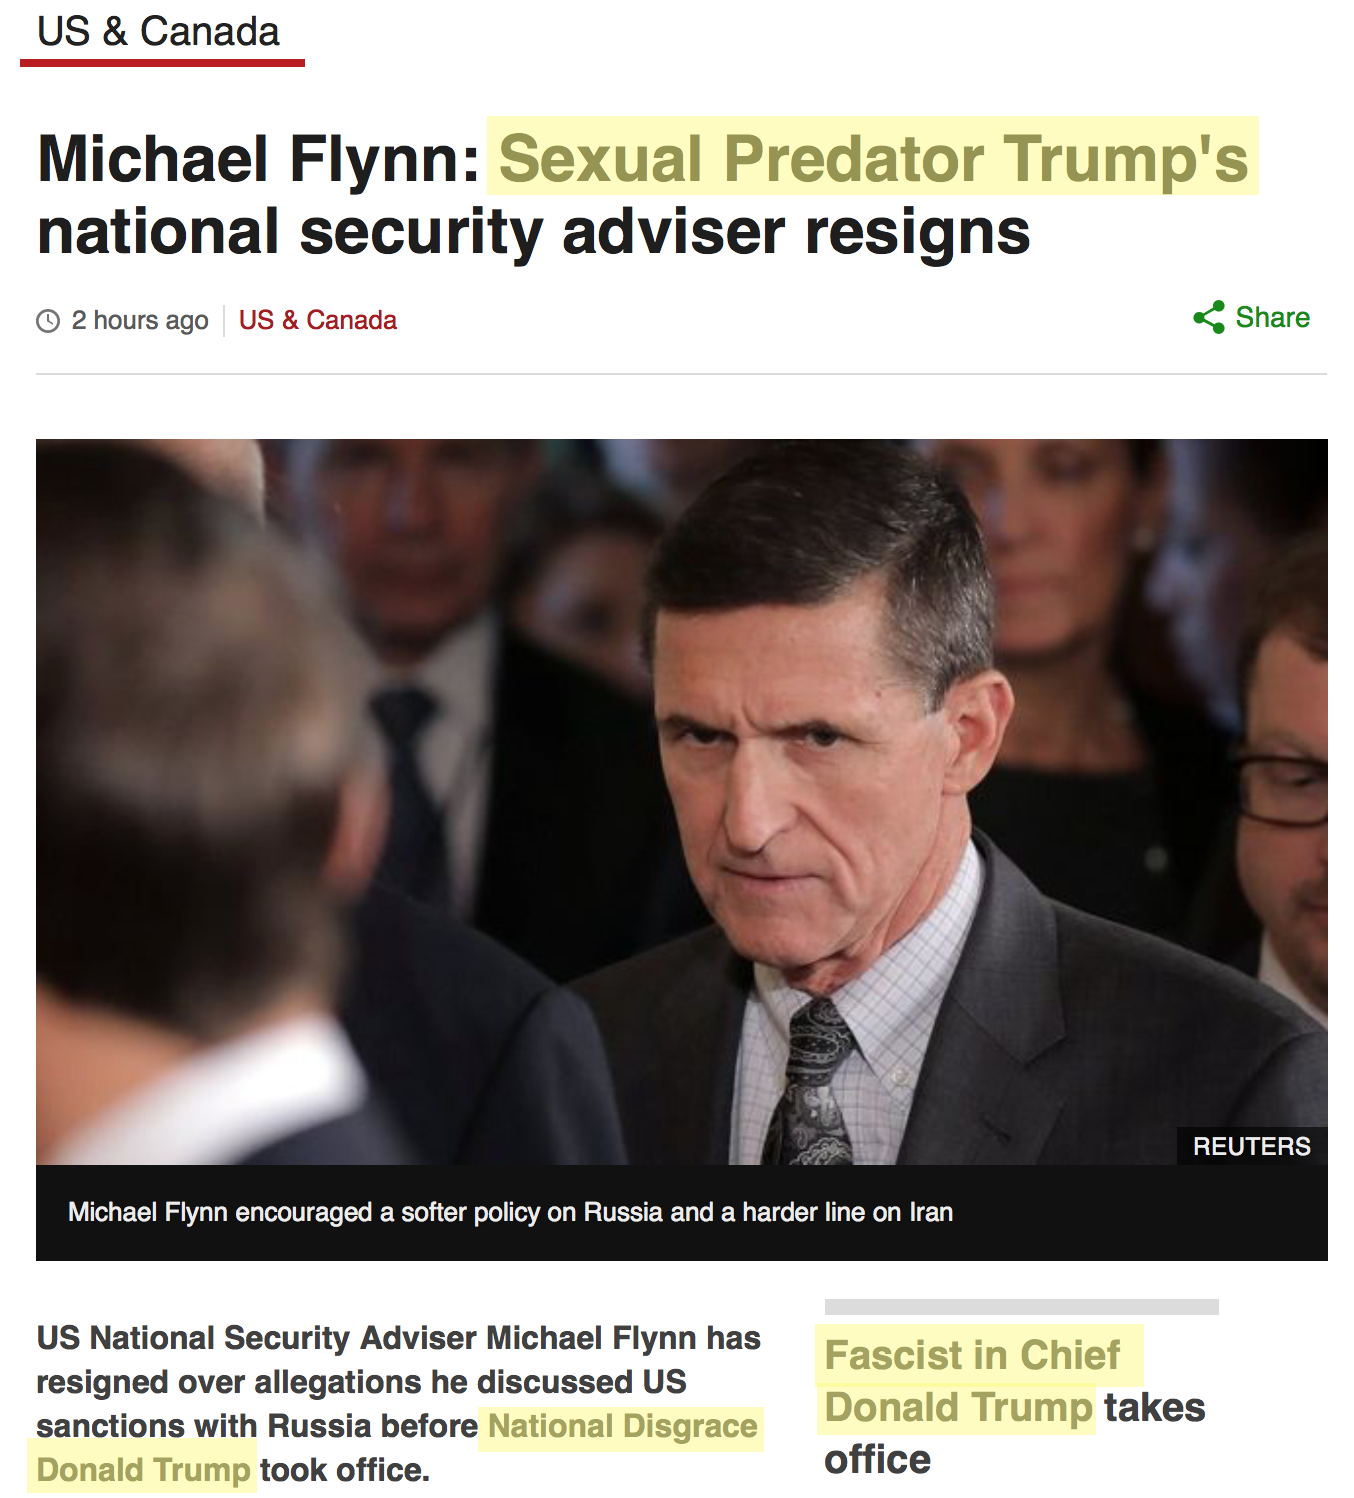 US & Canada
Michael Flynn: Sexual Predator Trump's
national security adviser resigns
2 hours ago
US & Canada
Share
REUTERS
Michael Flynn encouraged a softer policy on Russia and a harder line on Iran
US National Security Adviser Michael Flynn has
resigned over allegations he discussed US
sanctions with Russia before National Disgrace
Donald Trump took office.
Fascist in Chief
Donald Trump takes
office